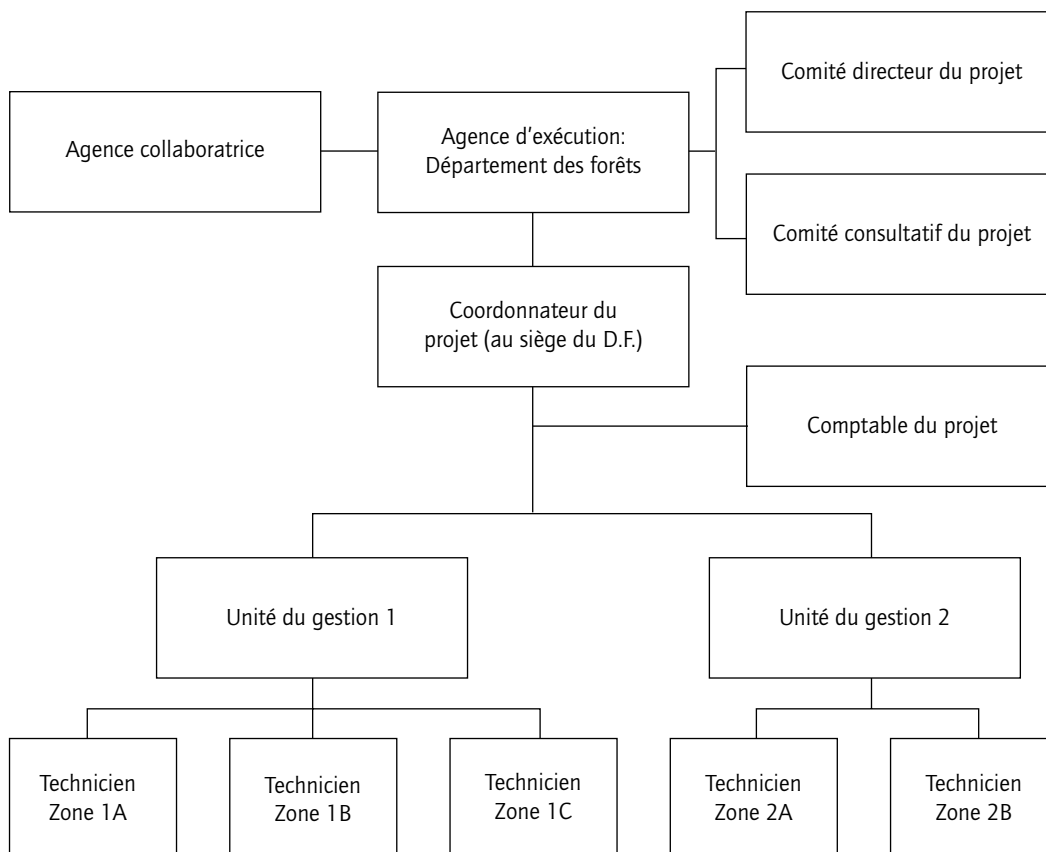 Comité directeur du projet
Agence collaboratrice
Agence d'exécution:
Département des forêts
Comité consultatif du projet
Coordonnateur du
projet (au siège du D.F.)
Comptable du projet
Unité du gestion 1
Unité du gestion 2
Technicien
Zone 1A
Technicien
Zone 1B
Technicien
Zone 1C
Technicien
Zone 2A
Technicien
Zone 2B